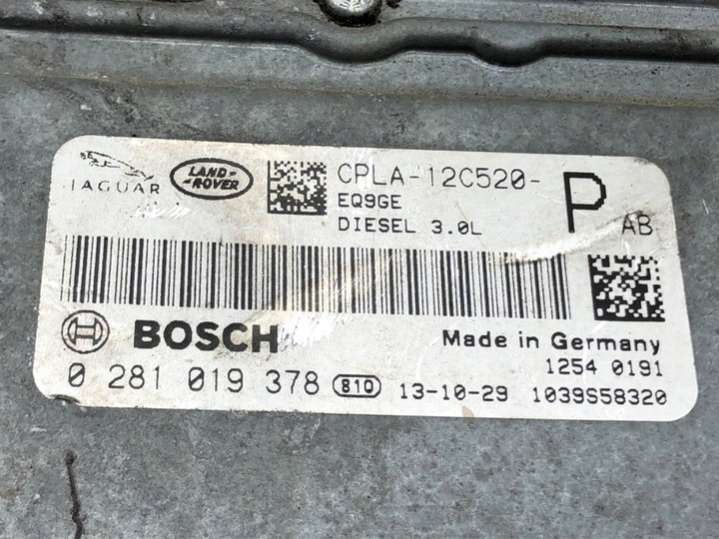 JAGUAR
LAND-
-ROVER
CPLA-12C520-
P
AB
EQ9GE
DIESEL 3.0L
BOSCH
Made in Germany
1254 0191
0 281 019 378
810
13-10-29
1039S58320